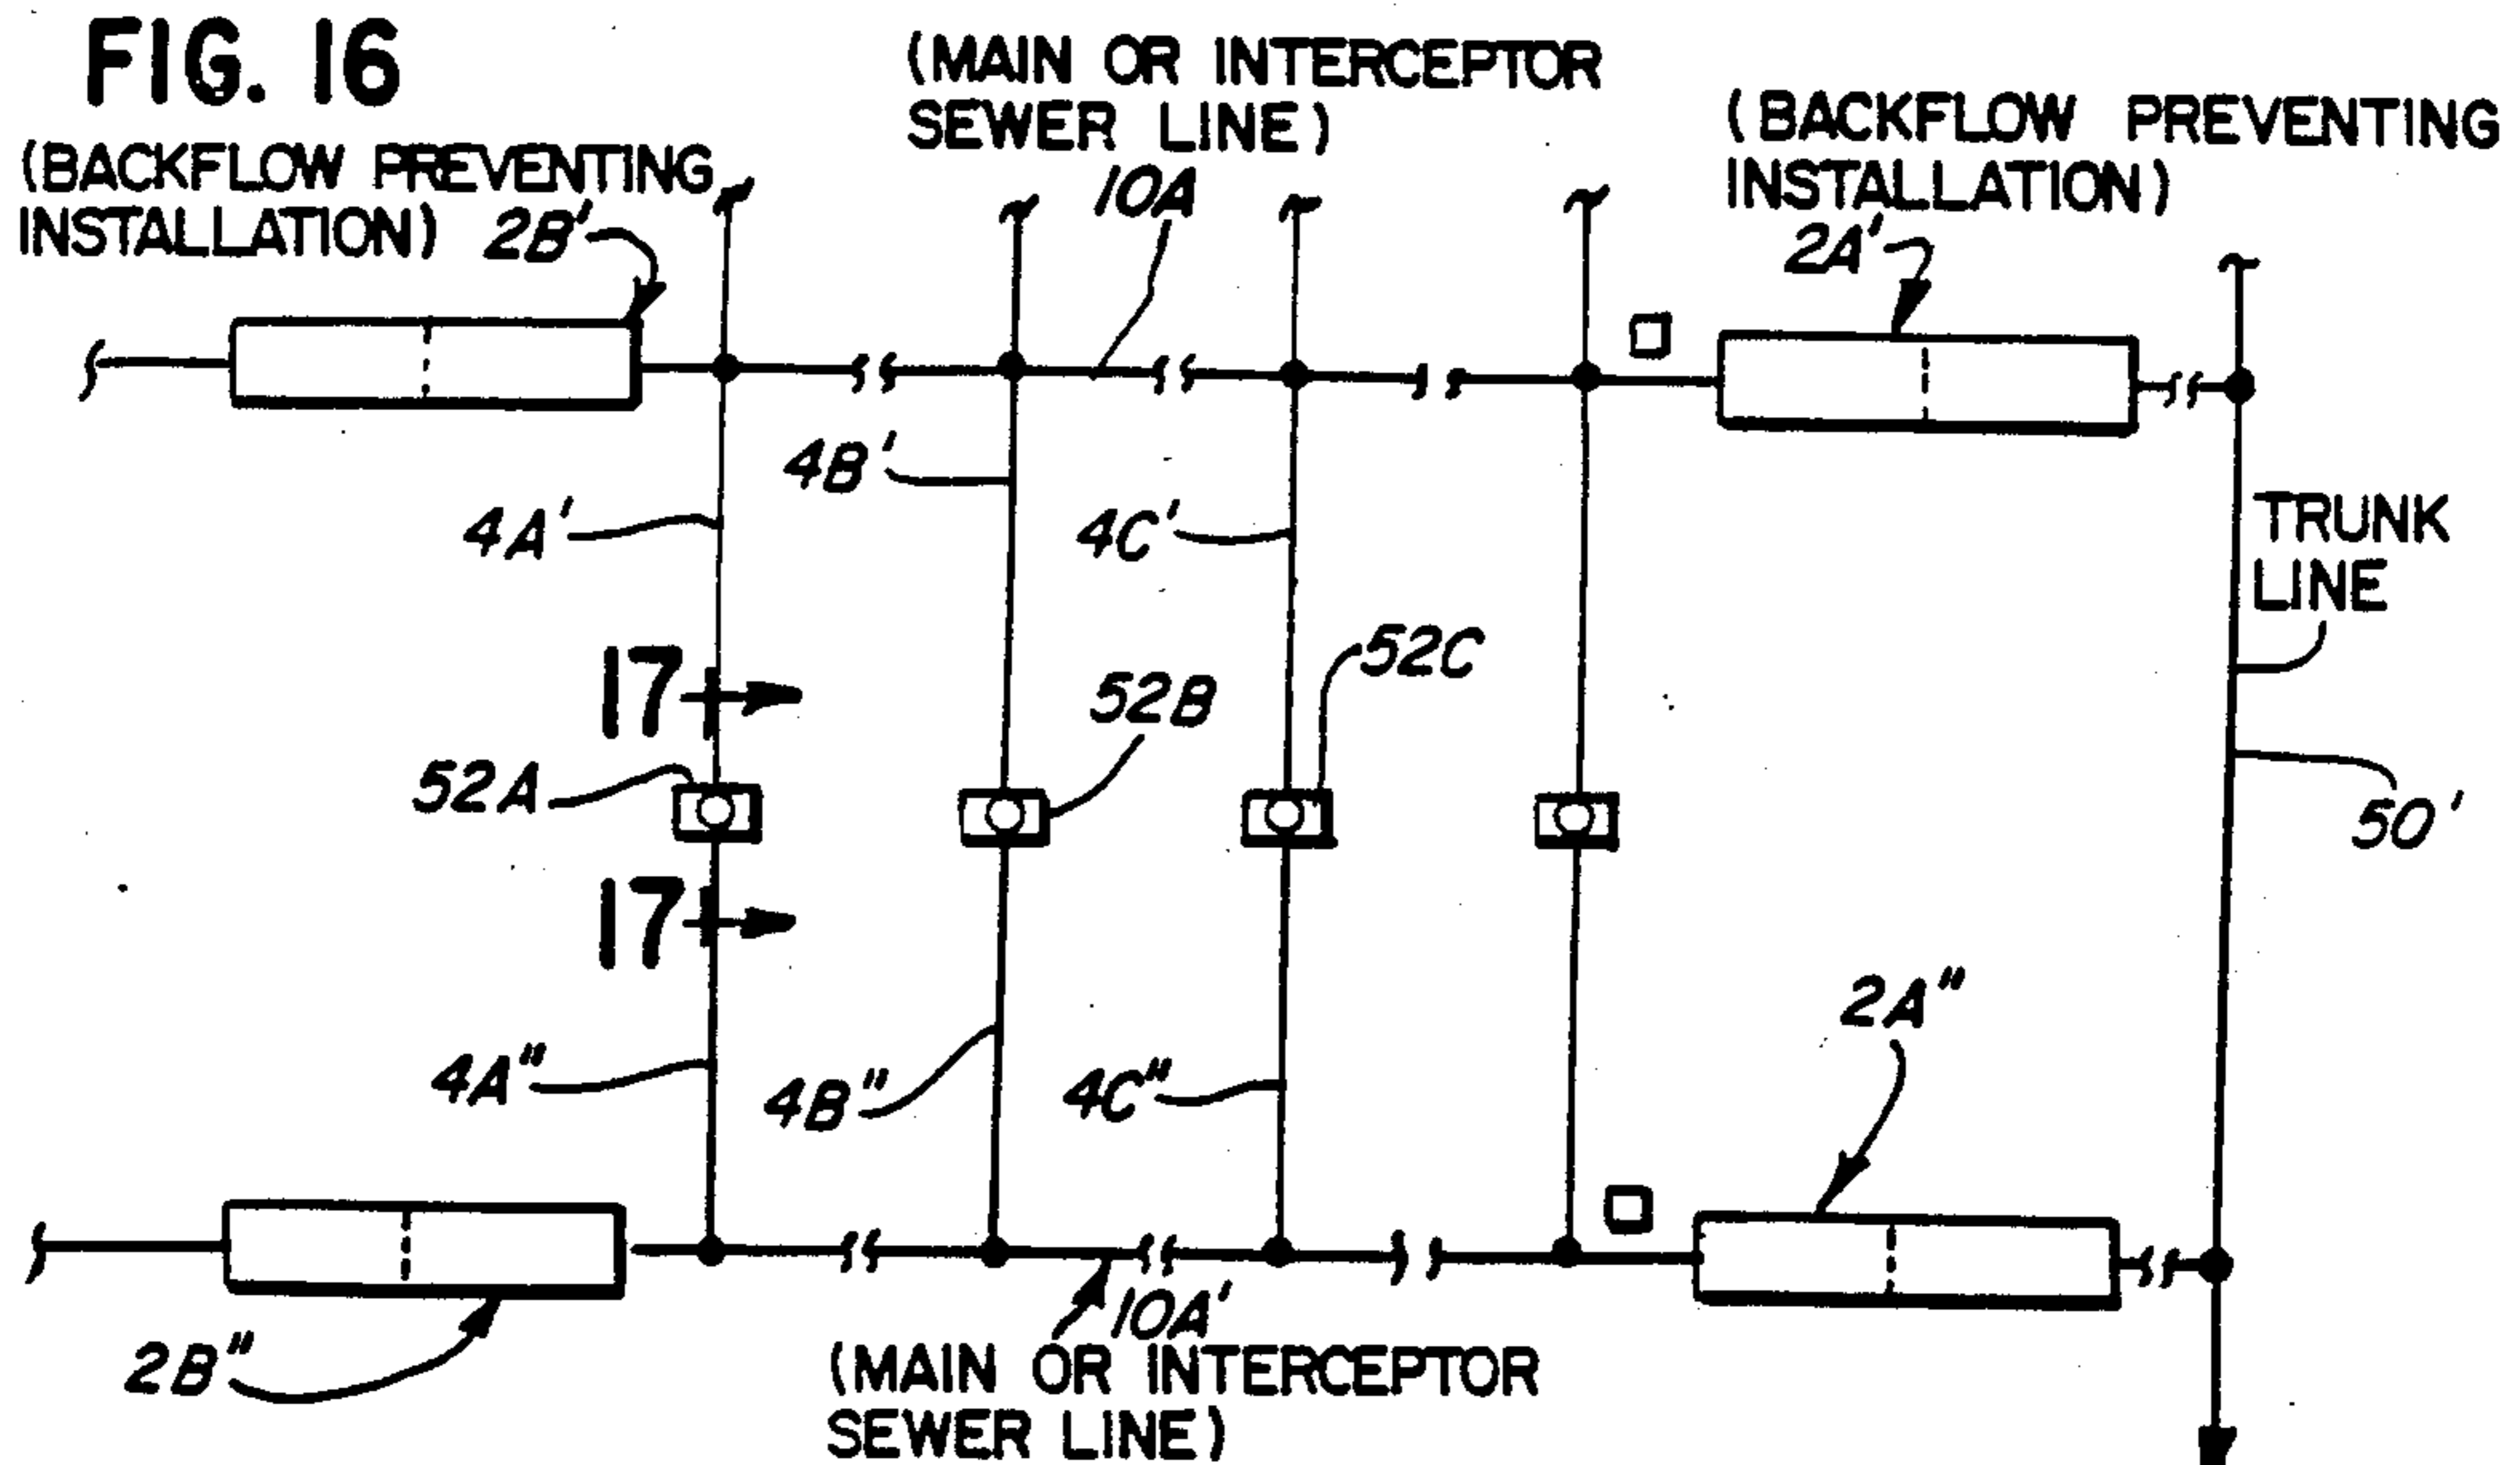 FIG. 16
(MAIN OR INTERCEPTOR
SEWER LINE)
(BACKFLOW PREVENTING
INSTALLATION)
(BACKFLOW PREVENTING
INSTALLATION)
2B'
10A
2A'
4B'
4A'
4C'
TRUNK
LINE
17
52C
52B
52A
50'
17
2A"
4A"
4B"
4C"
10A'
2B"
(MAIN OR INTERCEPTOR
SEWER LINE)